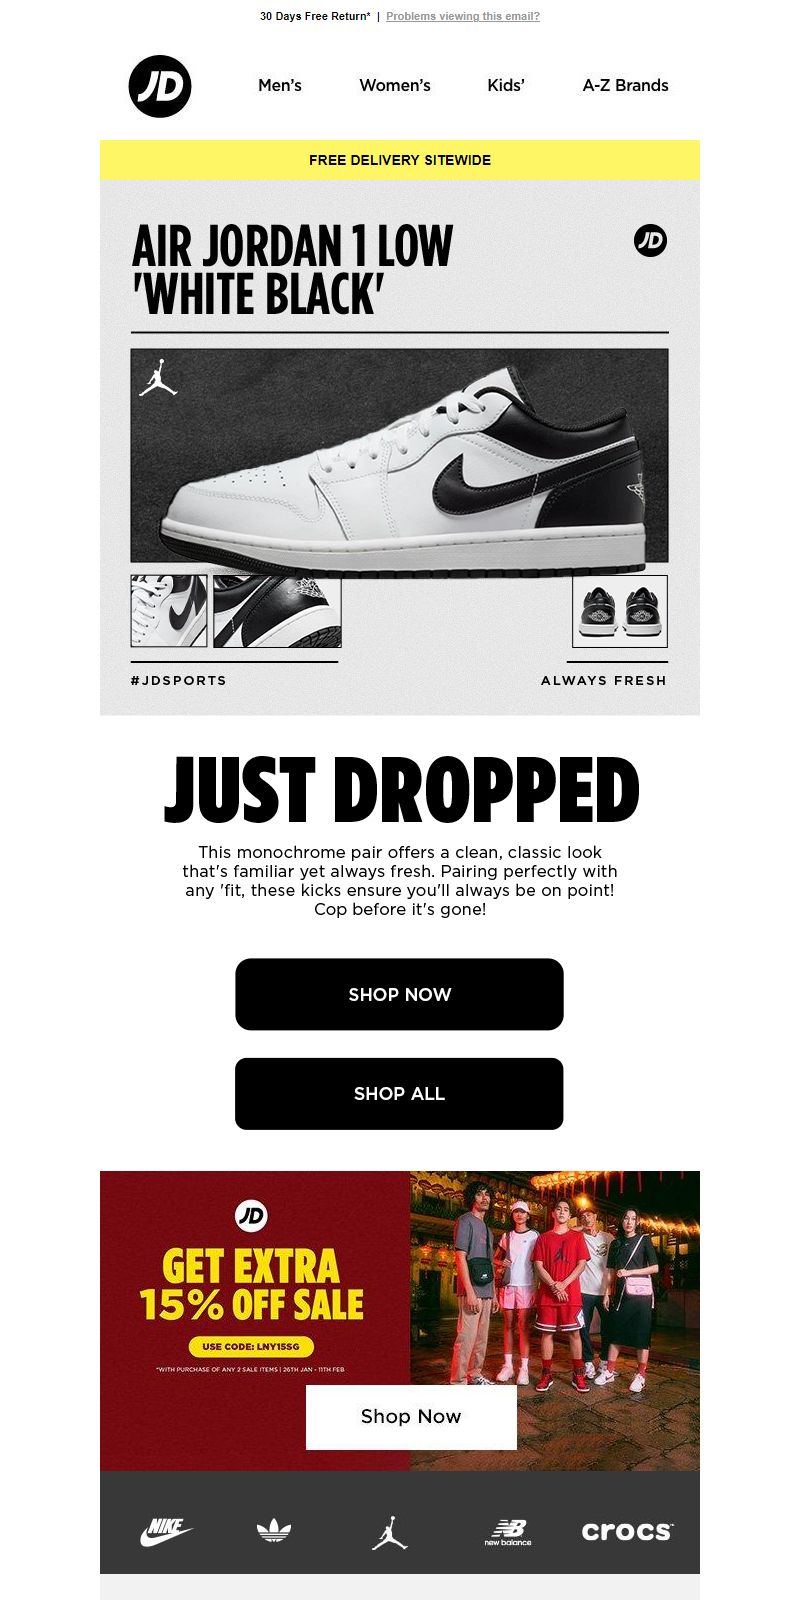 30 Days Free Return* | Problems viewing this email?
JD
Men's Women's Kids' A-Z Brands
FREE DELIVERY SITEWIDE
AIR JORDAN 1 LOW
'WHITE BLACK'
JD
#JDSPORTS
ALWAYS FRESH
JUST DROPPED
This monochrome pair offers a clean, classic look
that's familiar yet always fresh. Pairing perfectly with
any 'fit, these kicks ensure you'll always be on point!
Cop before it's gone!
SHOP NOW
SHOP ALL
JD
GET EXTRA
15% OFF SALE
USE CODE: LNY15SG
*WITH PURCHASE OF ANY 2 SALE ITEMS | 26TH JAN - 11TH FEB
Shop Now
NIKE
NB
new balance
crocs™